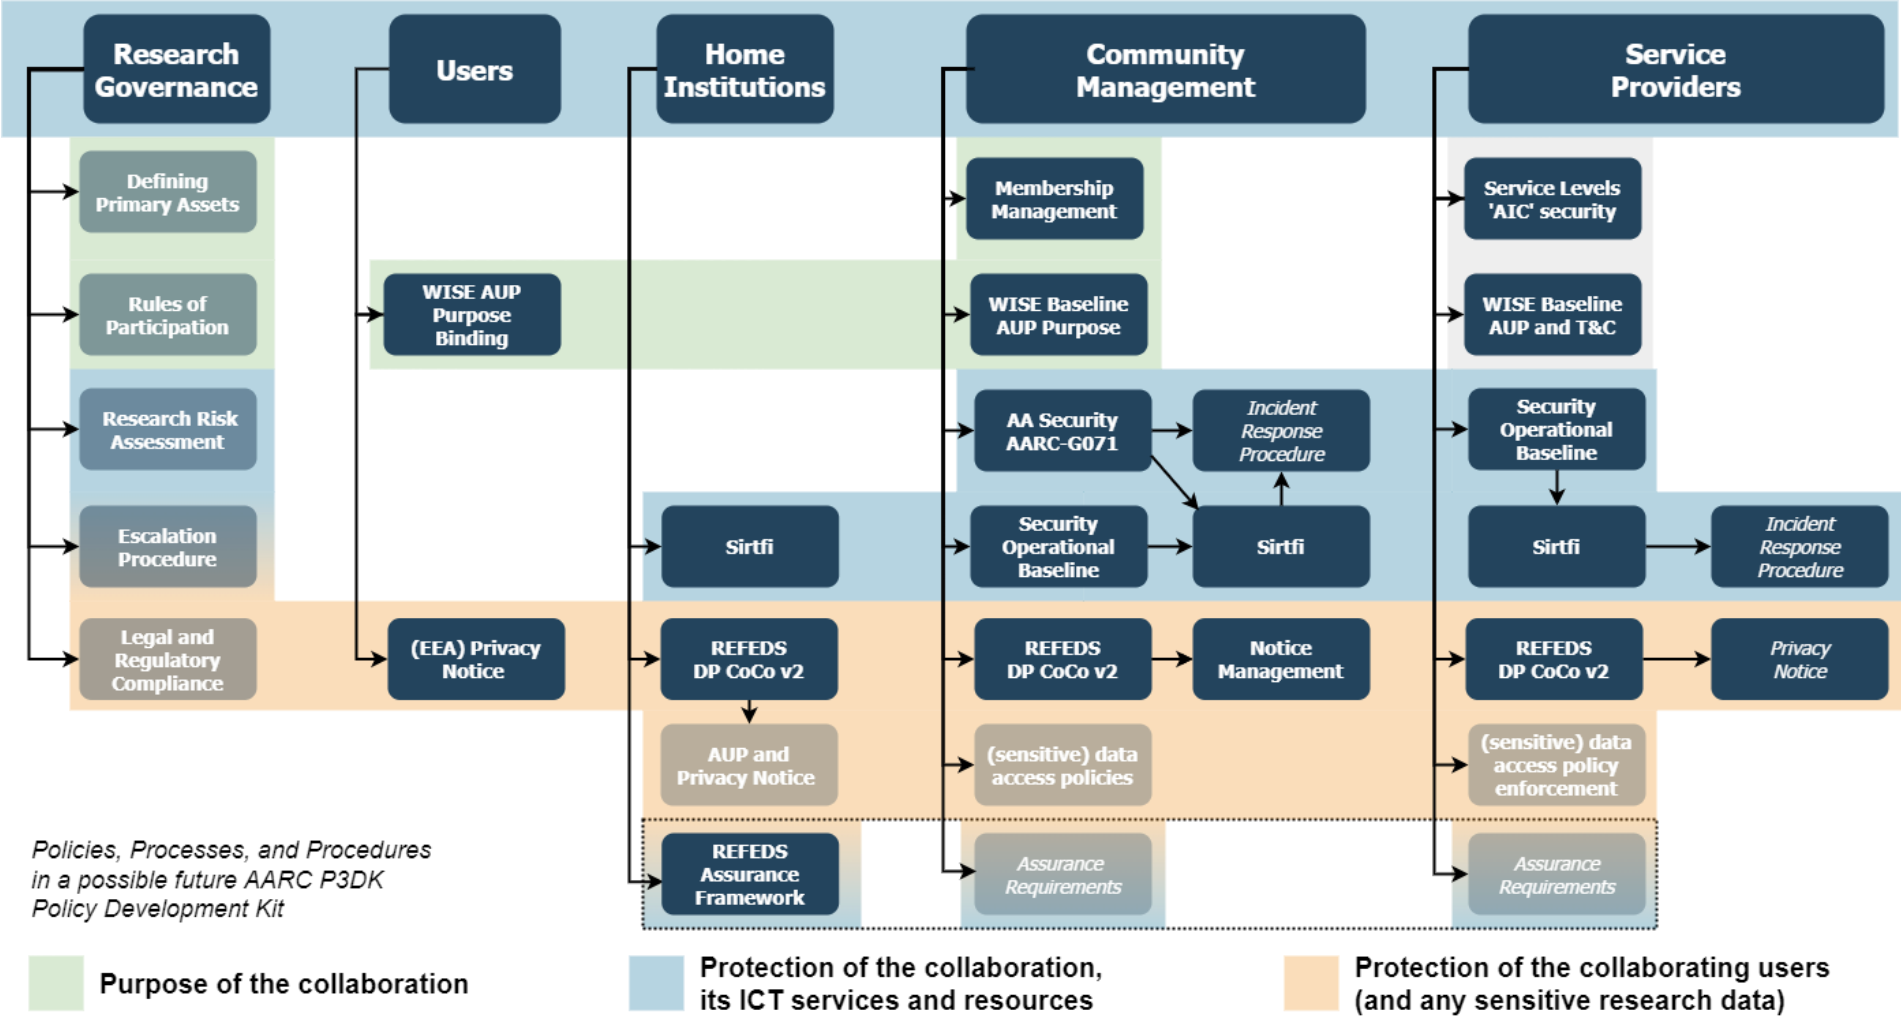 Research
Governance
Users
Home
Institutions
Community
Management
Service
Providers
Defining
Primary Assets
Membership
Management
Service Levels
'AIC' security
Rules of
Participation
WISE AUP
Purpose
Binding
WISE Baseline
AUP Purpose
WISE Baseline
AUP and T&C
Research Risk
Assessment
AA Security
AARC-G071
Incident
Response
Procedure
Security
Operational
Baseline
Escalation
Procedure
Sirtfi
Security
Operational
Baseline
Sirtfi
Sirtfi
Incident
Response
Procedure
Legal and
Regulatory
Compliance
(EEA) Privacy
Notice
REFEDS
DP CoCo v2
REFEDS
DP CoCo v2
Notice
Management
REFEDS
DP CoCo v2
Privacy
Notice
AUP and
Privacy Notice
(sensitive) data
access policies
(sensitive) data
access policy
enforcement
REFEDS
Assurance
Framework
Assurance
Requirements
Assurance
Requirements
Policies, Processes, and Procedures
in a possible future AARC P3DK
Policy Development Kit
Purpose of the collaboration
Protection of the collaboration,
its ICT services and resources
Protection of the collaborating users
(and any sensitive research data)